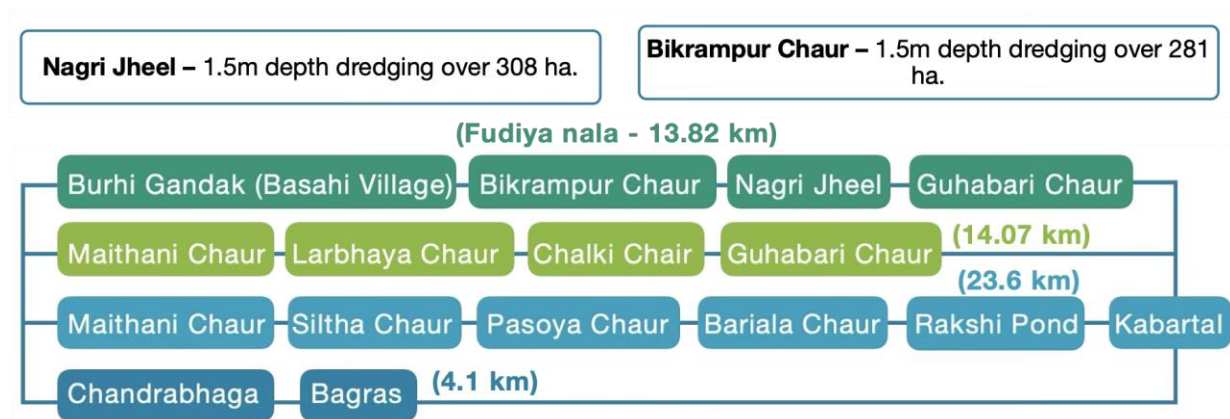 Nagri Jheel – 1.5m depth dredging over 308 ha.
Bikrampur Chaur – 1.5m depth dredging over 281
ha.
(Fudiya nala - 13.82 km)
Burhi Gandak (Basahi Village) Bikrampur Chaur Nagri Jheel Guhabari Chaur
Maithani Chaur Larbhaya Chaur Chalki Chair Guhabari Chaur (14.07 km)
(23.6 km)
Maithani Chaur Siltha Chaur Pasoya Chaur Bariala Chaur Rakshi Pond Kabartal
Chandrabhaga Bagras (4.1 km)